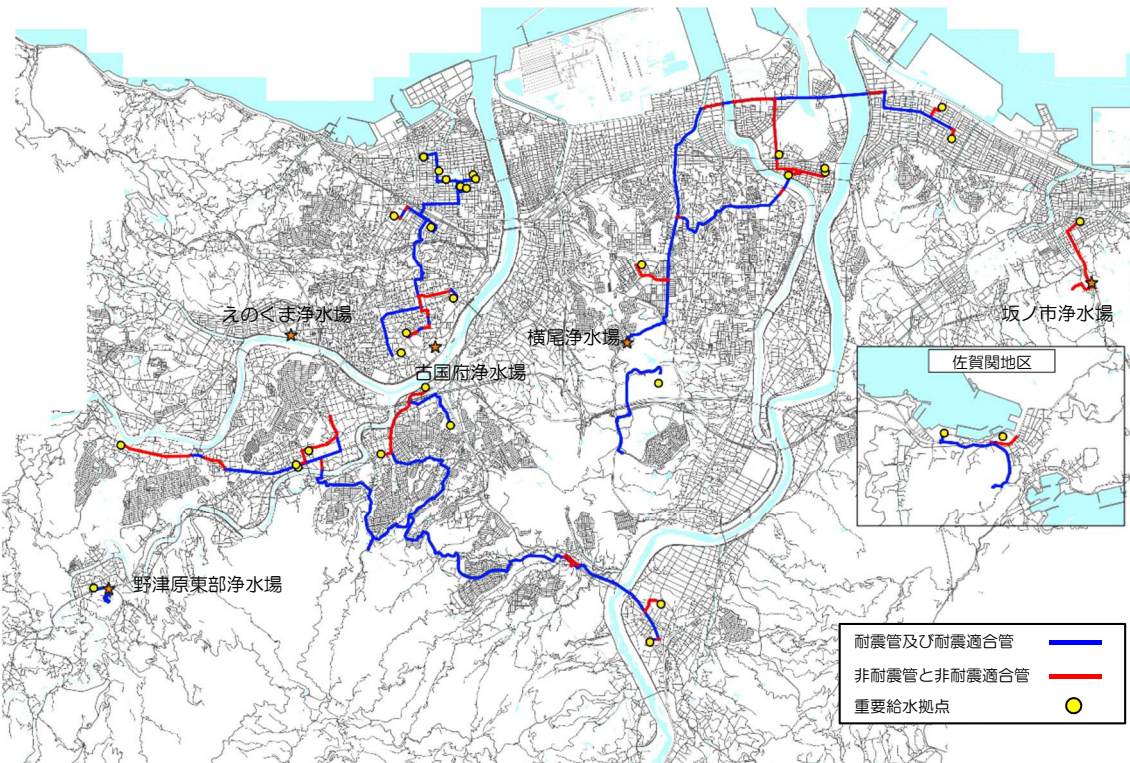 えのくま浄水場
古国府浄水場
横尾浄水場
坂ノ市浄水場
佐賀関地区
野津原東部浄水場
耐震管及び耐震適合管
非耐震管と非耐震適合管
重要給水拠点